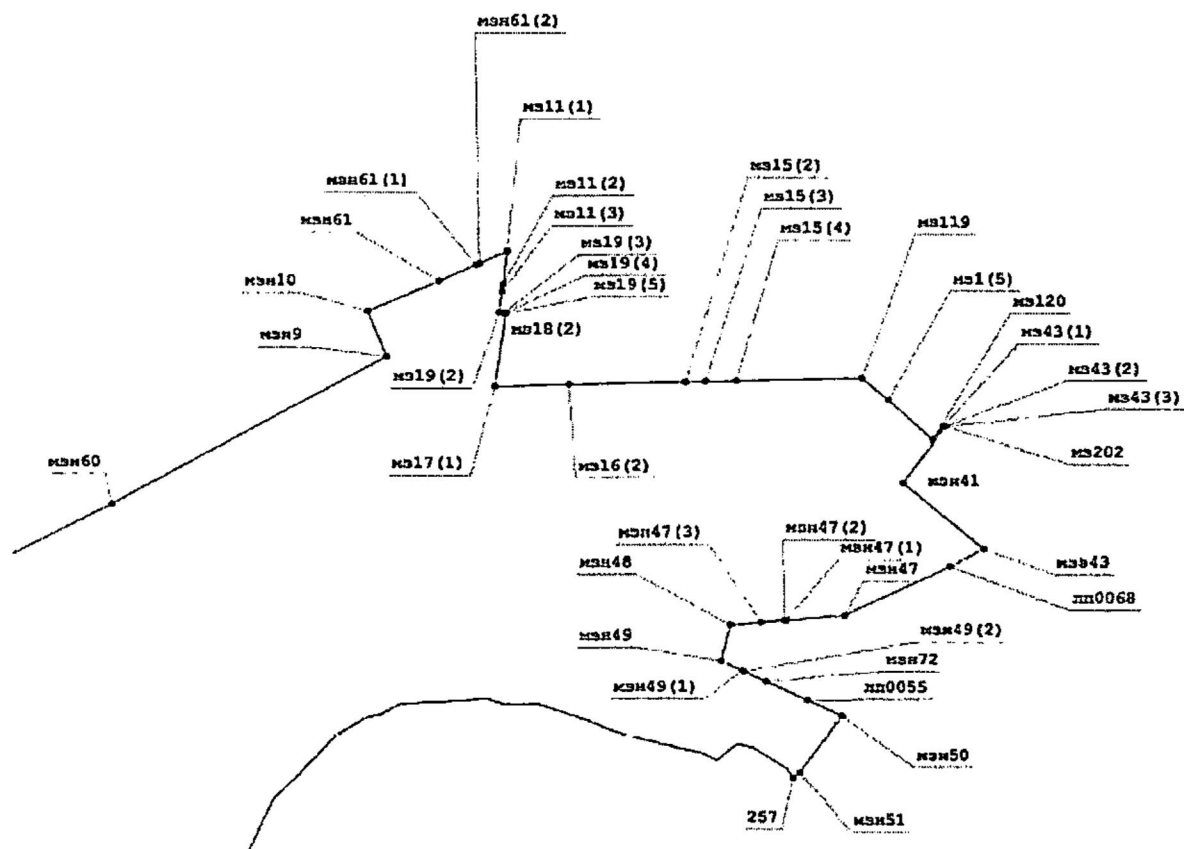 мэн61(2)
мэ11(1)
мэ15(2)
мэн61(1)
мэ11(2)
мэ15(3)
мэ119
мэн61
мэ11(3)
мэ15(4)
мэ19(3)
мэ19(4)
мэ1(5)
мэн10
мэ19(5)
мэ120
мэн9
мэ18(2)
мэ43(1)
мэ19(2)
мэ43(2)
мэ43(3)
мэн60
мэ17(1)
мэ16(2)
мэ202
мэн41
мэн47(3)
мэн47(2)
мэн47(1)
мэн48
мэн47
мэв43
лп0068
мэн49
мэн49(2)
мэн72
мэн49(1)
лп0055
мэн50
257
мэн51